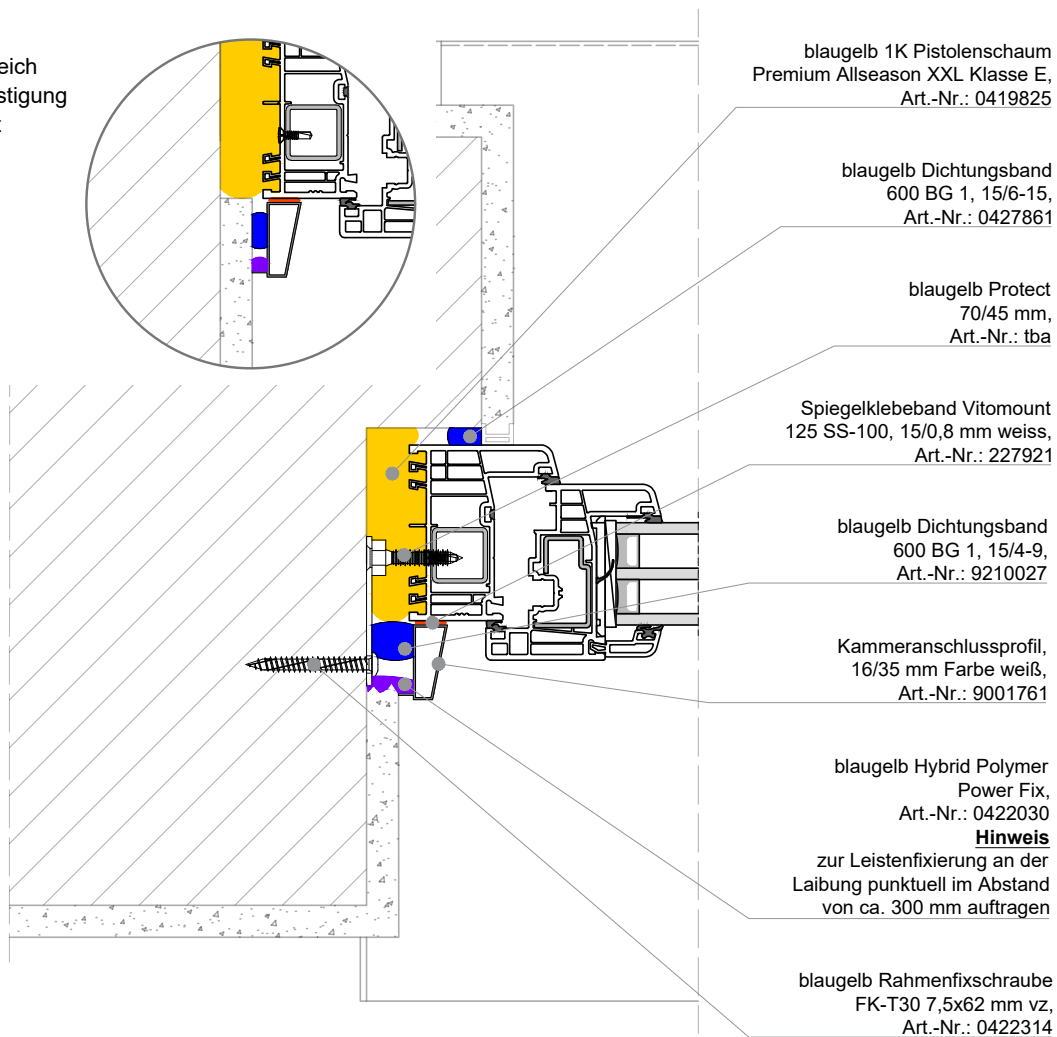 eich
stigung
blaugelb 1K Pistolenschaum
Premium Allseason XXL Klasse E,
Art.-Nr.: 0419825
blaugelb Dichtungsband
600 BG 1, 15/6-15,
Art.-Nr.: 0427861
blaugelb Protect
70/45 mm,
Art.-Nr.: tba
Spiegelklebeband Vitomount
125 SS-100, 15/0,8 mm weiss,
Art.-Nr.: 227921
blaugelb Dichtungsband
600 BG 1, 15/4-9,
Art.-Nr.: 9210027
Kammeranschlussprofil,
16/35 mm Farbe weiß,
Art.-Nr.: 9001761
blaugelb Hybrid Polymer
Power Fix,
Art.-Nr.: 0422030
Hinweis
zur Leistenfixierung an der
Laibung punktuell im Abstand
von ca. 300 mm auftragen
blaugelb Rahmenfixschraube
FK-T30 7,5x62 mm vz,
Art.-Nr.: 0422314